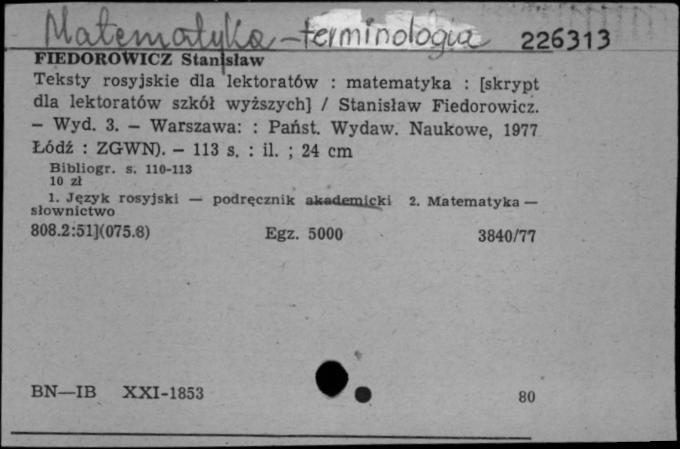 Matematyka - terminologia 226313
FIEDOROWICZ Stanisław
Teksty rosyjskie dla lektoratów : matematyka : [skrypt
dla lektoratów szkół wyższych] / Stanisław Fiedorowicz.
– Wyd. 3. – Warszawa: : Państ. Wydaw. Naukowe, 1977
Łódź : ZGWN). – 113 s. : il. ; 24 cm
Bibliogr. s. 110-113
10 zł
1. Język rosyjski — podręcznik akademicki 2. Matematyka —
słownictwo
808.2:51](075.8) Egz. 5000 3840/77
BN—IB XXI-1853 80